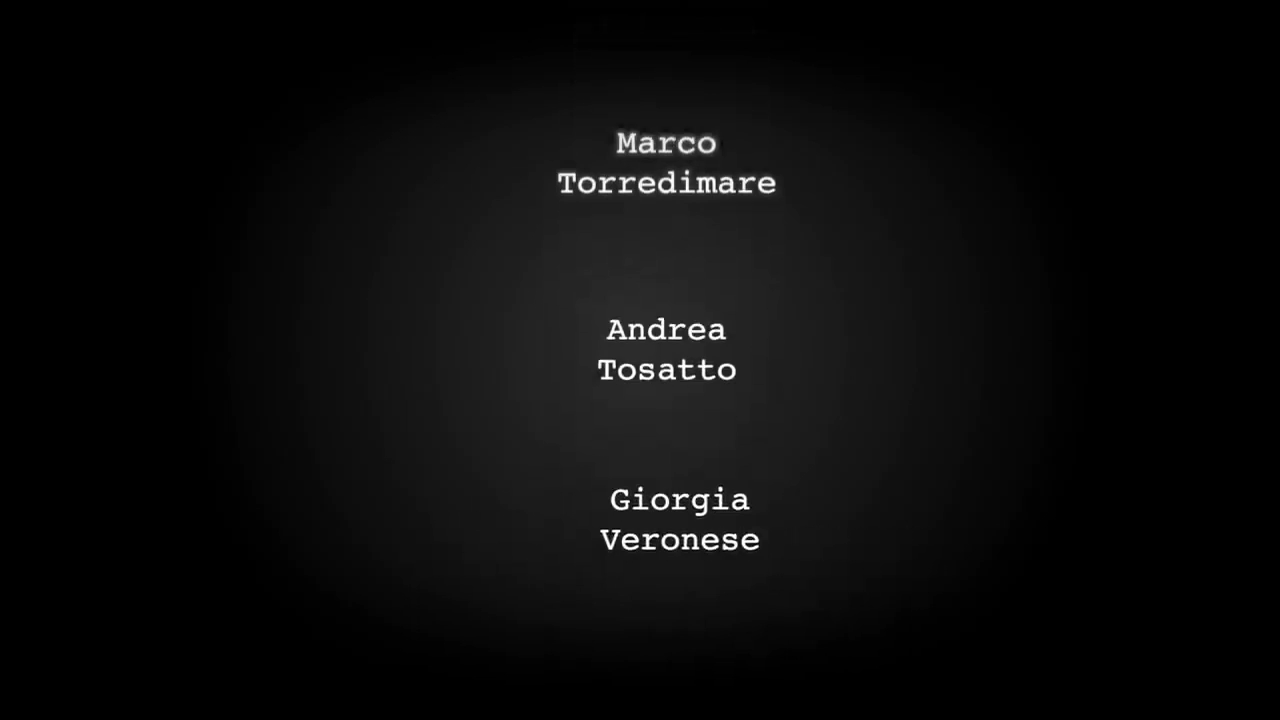 Marco
Torredimare
Andrea
Tosatto
Giorgia
Veronese